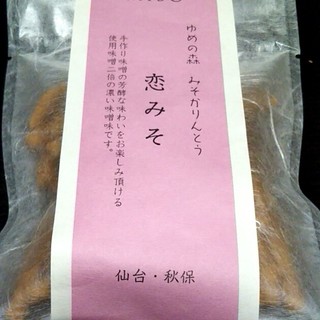 ゆめの森 みそかりんとう
恋みそ
手作り味噌の芳醇な味わいをお楽しみ頂ける
使用味噌二倍の濃い味噌味です。
仙台・秋保